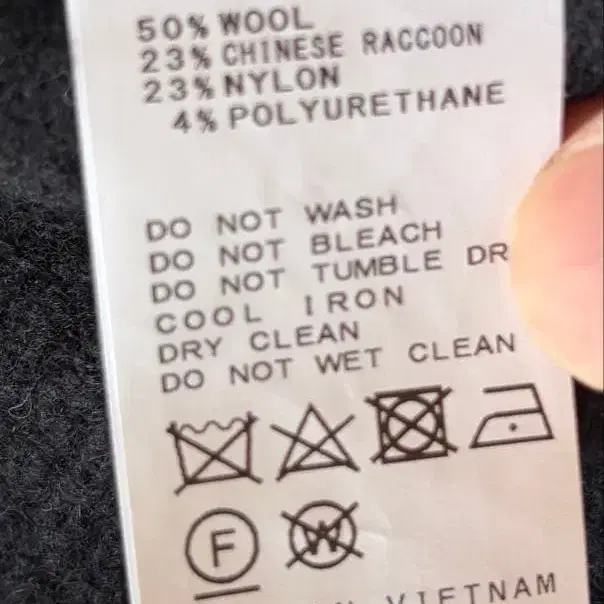 50% WOOL
23% CHINESE RACCOON
23% NYLON
4% POLYURETHANE
DO NOT WASH
DO NOT BLEACH
DO NOT TUMBLE DR
COOL IRON
DRY CLEAN
DO NOT WET CLEAN
F W
VIETNAM